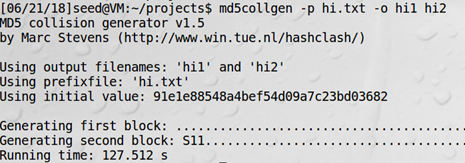 [06/21/18]seed@VM:~/projects$ md5collgen -p hi.txt -o hi1 hi2
MD5 collision generator v1.5
by Marc Stevens (http://www.win.tue.nl/hashclash/)
Using output filenames: 'hi1' and 'hi2'
Using prefixfile: 'hi.txt'
Using initial value: 91e1e88548a4bef54d09a7c23bd03682
Generating first block: ......................................
Generating second block: S11..................................
Running time: 127.512 s